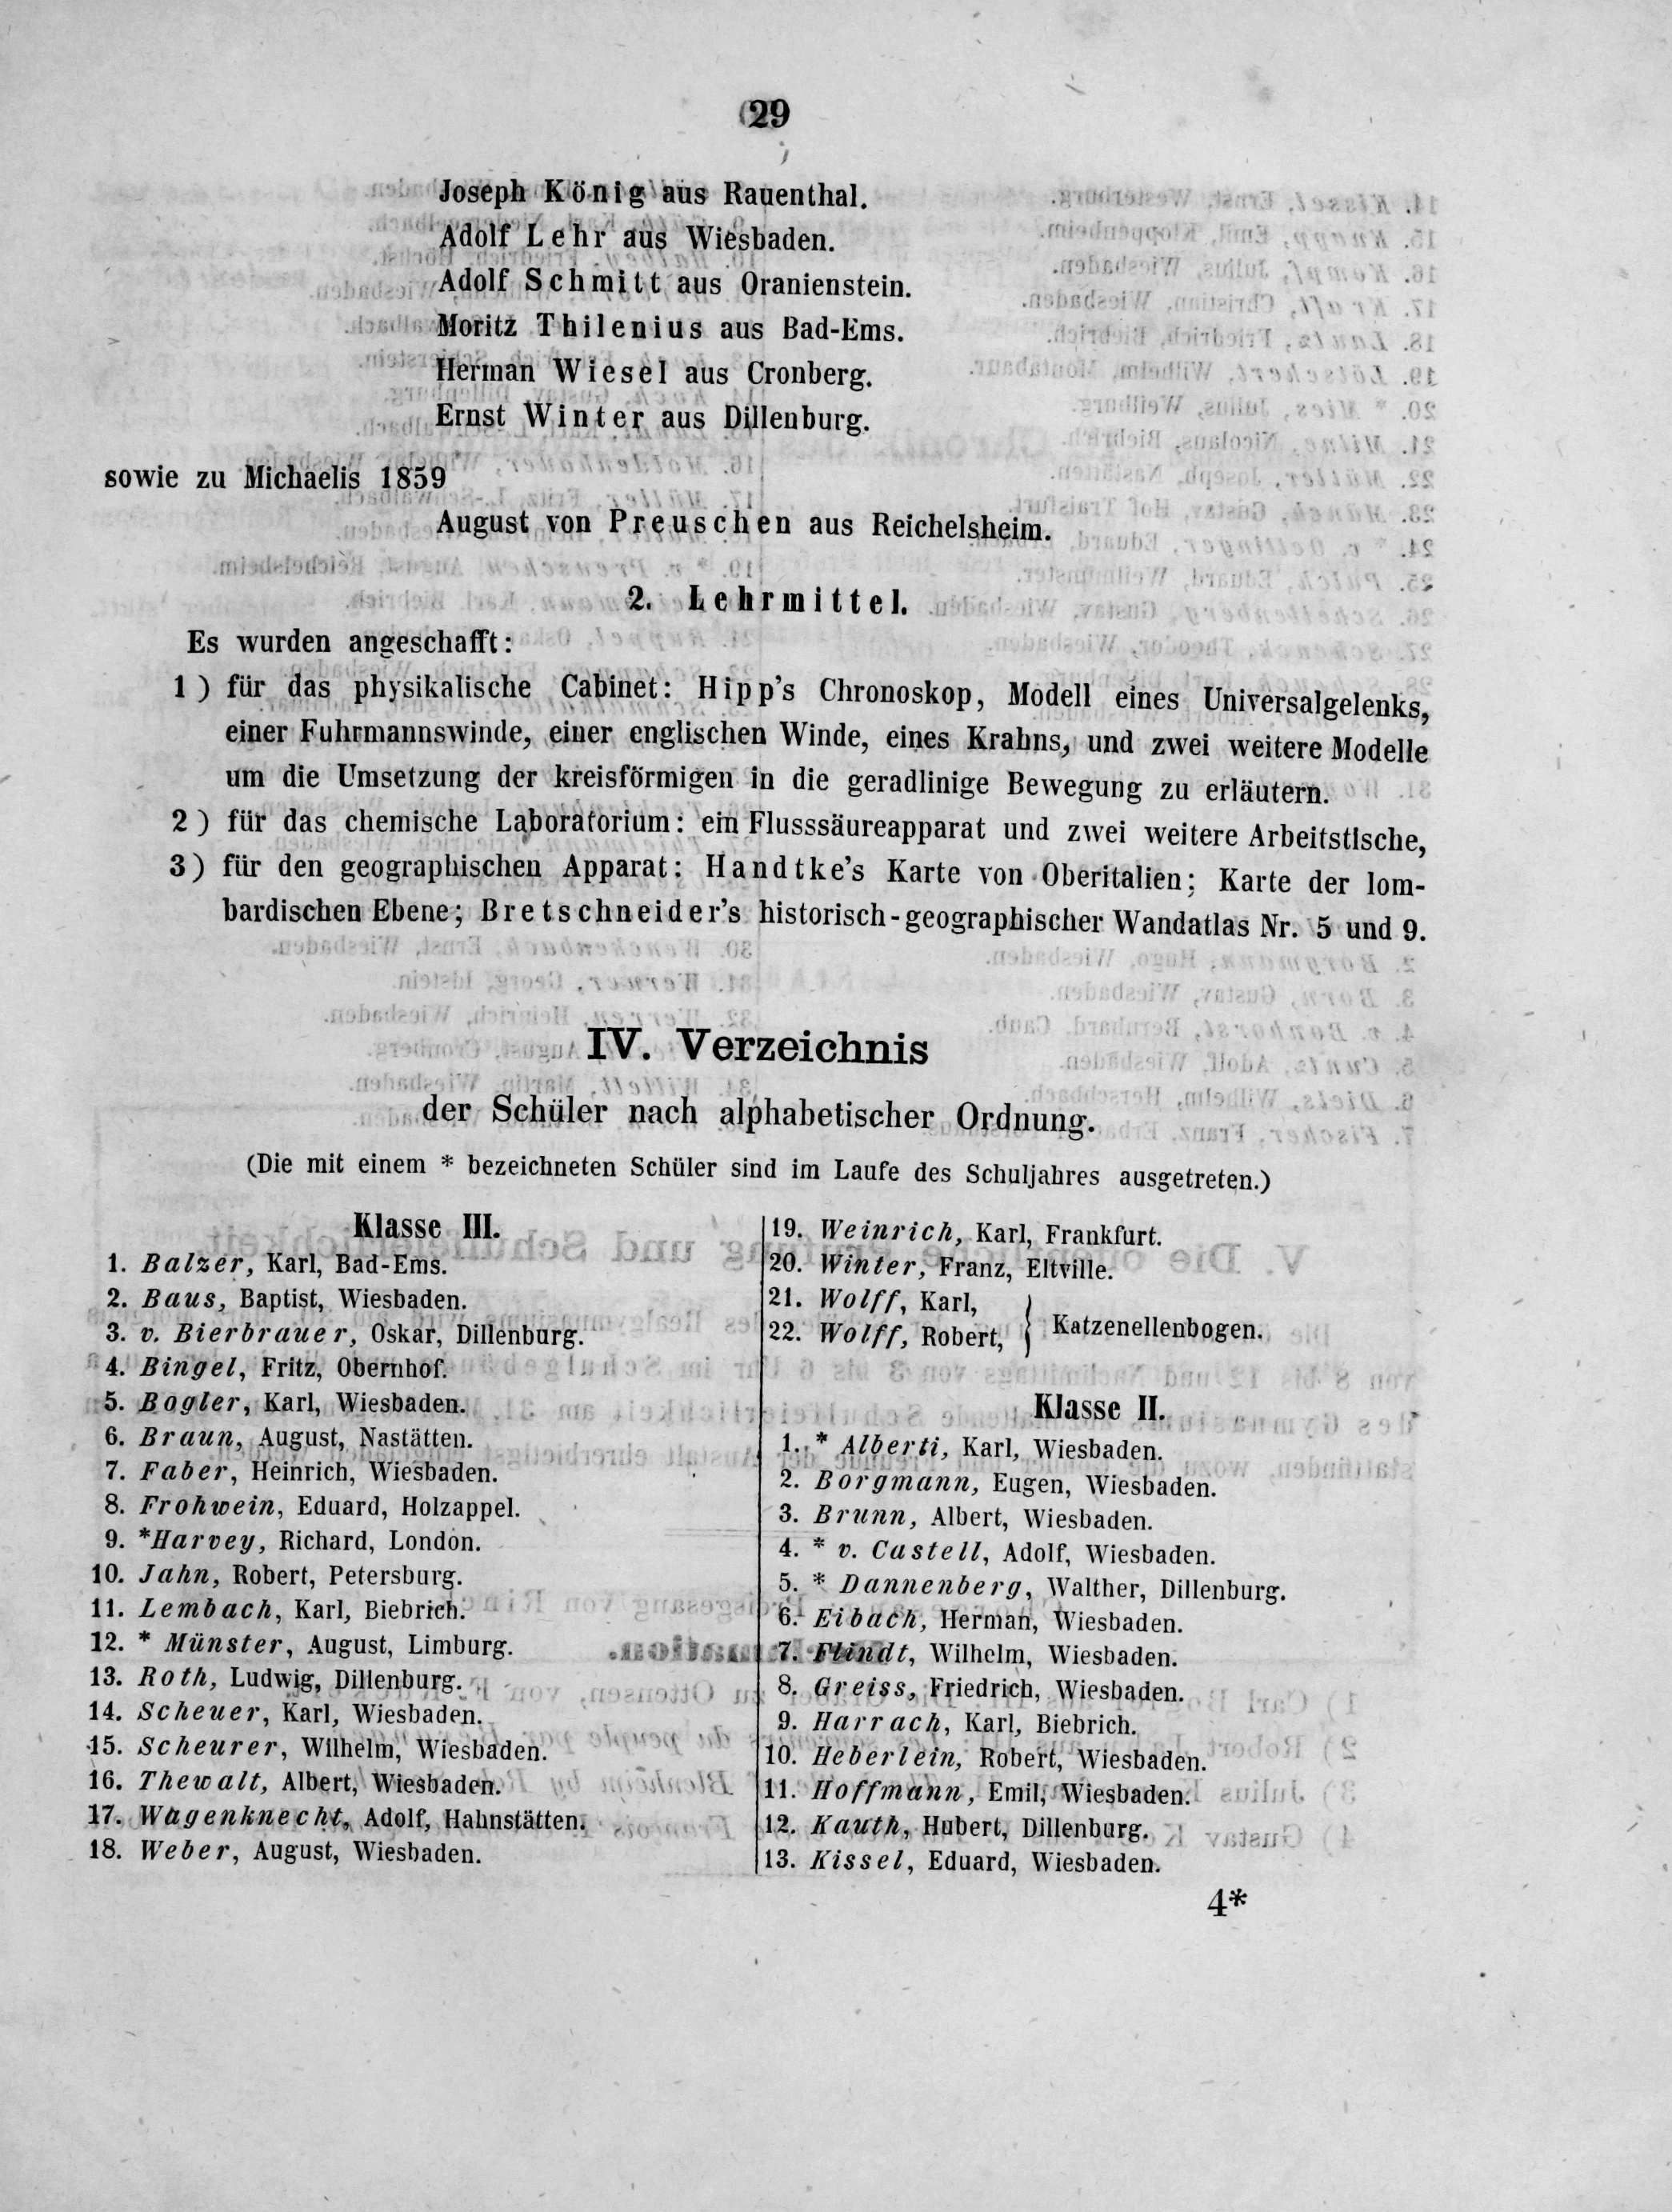 29
Joseph König aus Rauenthal.
Adolf Lehr aus Wiesbaden.
Adolf Schmitt aus Oranienstein.
Moritz Thilenius aus Bad-Ems.
Herman Wiesel aus Cronberg.
Ernst Winter aus Dillenburg.
sowie zu Michaelis 1859
August von Preuschen aus Reichelsheim.
2. Lehrmittel.
Es wurden angeschafft:
1) für das physikalische Cabinet: Hipp's Chronoskop, Modell eines Universalgelenks,
einer Fuhrmannswinde, einer englischen Winde, eines Krahns, und zwei weitere Modelle
um die Umsetzung der kreisförmigen in die geradlinige Bewegung zu erläutern.
2) für das chemische Laboratorium: ein Flusssäureapparat und zwei weitere Arbeitstische,
3) für den geographischen Apparat: Handtke's Karte von Oberitalien; Karte der lom-
bardischen Ebene; Bretschneider's historisch-geographischer Wandatlas Nr. 5 und 9.
IV. Verzeichnis
der Schüler nach alphabetischer Ordnung.
(Die mit einem * bezeichneten Schüler sind im Laufe des Schuljahres ausgetreten.)
Klasse III.
1. Balzer, Karl, Bad-Ems.
2. Baus, Baptist, Wiesbaden.
3. v. Bierbrauer, Oskar, Dillenburg.
4. Bingel, Fritz, Obernhof.
5. Bogler, Karl, Wiesbaden.
6. Braun, August, Nastätten.
7. Faber, Heinrich, Wiesbaden.
8. Frohwein, Eduard, Holzappel.
9. *Harvey, Richard, London.
10. Jahn, Robert, Petersburg.
11. Lembach, Karl, Biebrich.
12. * Münster, August, Limburg.
13. Roth, Ludwig, Dillenburg.
14. Scheuer, Karl, Wiesbaden.
15. Scheurer, Wilhelm, Wiesbaden.
16. Thewalt, Albert, Wiesbaden.
17. Wagenknecht, Adolf, Hahnstätten.
18. Weber, August, Wiesbaden.
19. Weinrich, Karl, Frankfurt.
20. Winter, Franz, Eltville.
21. Wolff, Karl,
22. Wolff, Robert, } Katzenellenbogen.
Klasse II.
1. * Alberti, Karl, Wiesbaden.
2. Borgmann, Eugen, Wiesbaden.
3. Brunn, Albert, Wiesbaden.
4. * v. Castell, Adolf, Wiesbaden.
5. * Dannenberg, Walther, Dillenburg.
6. Eibach, Herman, Wiesbaden.
7. Flindt, Wilhelm, Wiesbaden.
8. Greiss, Friedrich, Wiesbaden.
9. Harrach, Karl, Biebrich.
10. Heberlein, Robert, Wiesbaden.
11. Hoffmann, Emil, Wiesbaden.
12. Kauth, Hubert, Dillenburg.
13. Kissel, Eduard, Wiesbaden.
4*